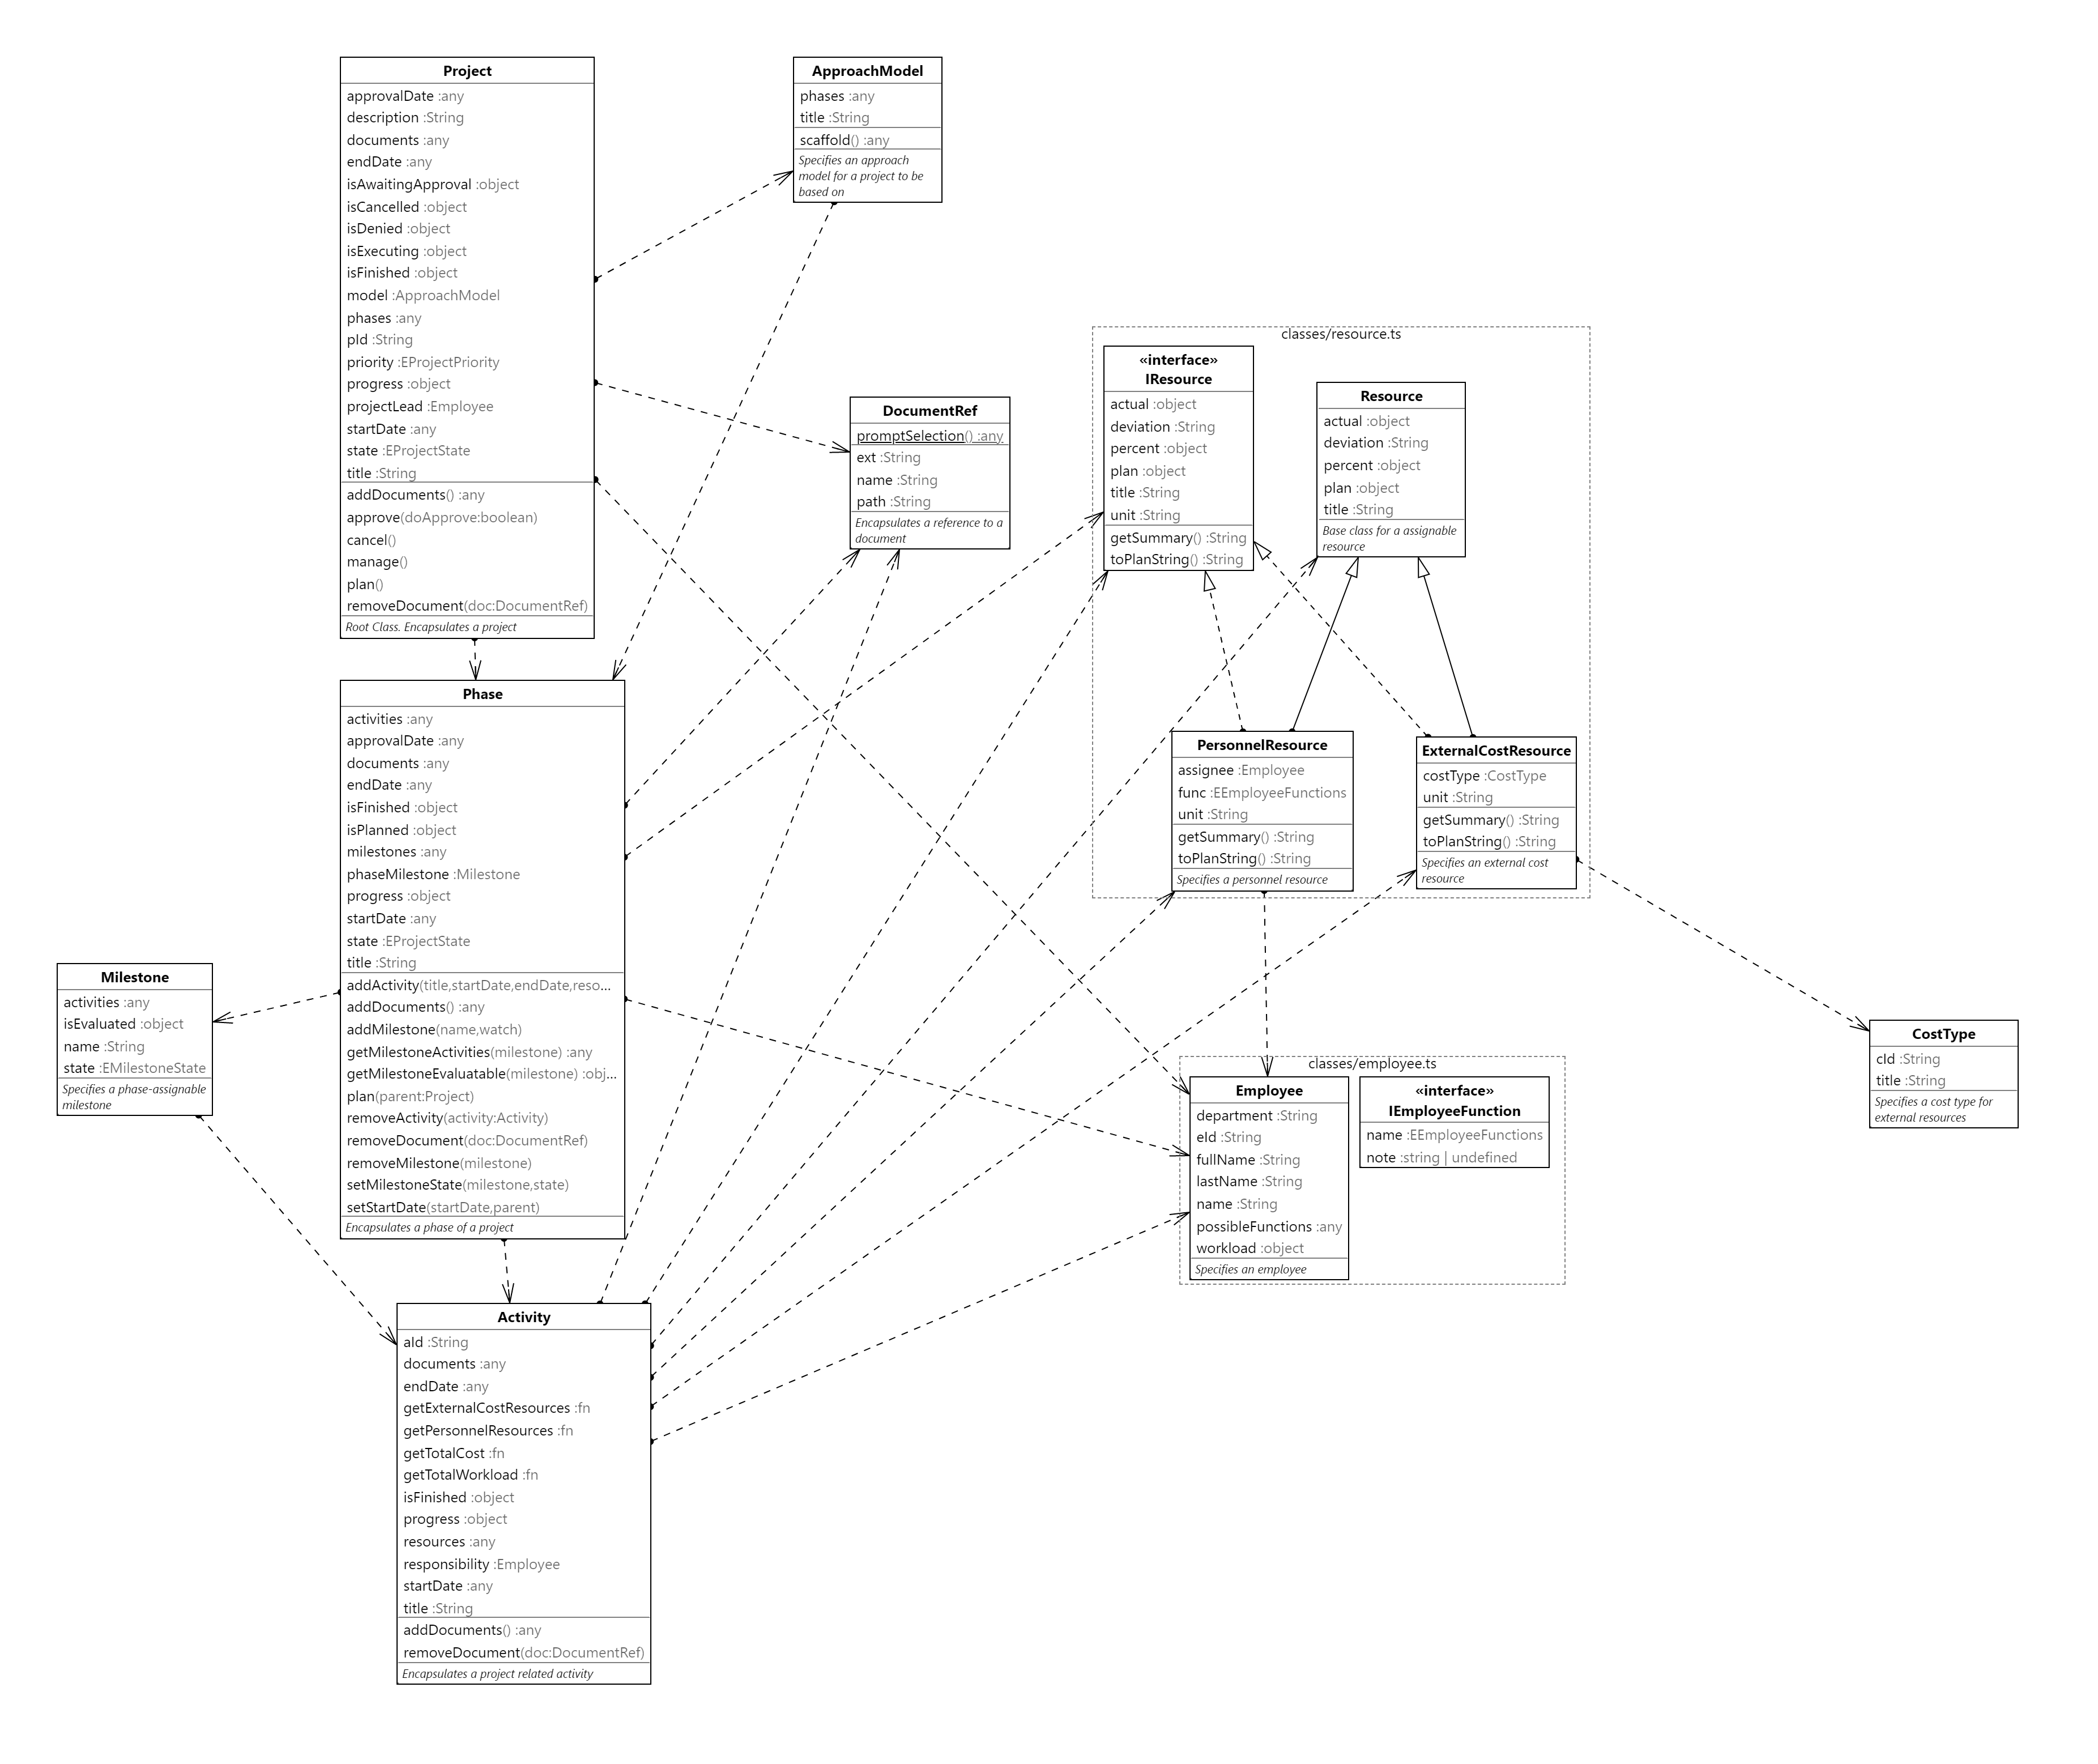 Project
approvalDate :any
description :String
documents :any
endDate :any
isAwaitingApproval :object
isCancelled :object
isDenied :object
isExecuting :object
isFinished :object
model :ApproachModel
phases :any
pId :String
priority :EProjectPriority
progress :object
projectLead :Employee
startDate :any
state :EProjectState
title :String
addDocuments() :any
approve(doApprove:boolean)
cancel()
manage()
plan()
removeDocument(doc:DocumentRef)
Root Class. Encapsulates a project
ApproachModel
phases :any
title :String
scaffold() :any
Specifies an approach
model for a project to be
based on
DocumentRef
promptSelection() :any
ext :String
name :String
path :String
Encapsulates a reference to a
document
classes/resource.ts
«interface»
IResource
actual :object
deviation :String
percent :object
plan :object
title :String
unit :String
getSummary() :String
toPlanString() :String
Resource
actual :object
deviation :String
percent :object
plan :object
title :String
Base class for a assignable
resource
PersonnelResource
assignee :Employee
func :EEmployeeFunctions
unit :String
getSummary() :String
toPlanString() :String
Specifies a personnel resource
ExternalCostResource
costType :CostType
unit :String
getSummary() :String
toPlanString() :String
Specifies an external cost
resource
Phase
activities :any
approvalDate :any
documents :any
endDate :any
isFinished :object
isPlanned :object
milestones :any
phaseMilestone :Milestone
progress :object
startDate :any
state :EProjectState
title :String
addActivity(title,startDate,endDate,reso...
addDocuments() :any
addMilestone(name,watch)
getMilestoneActivities(milestone) :any
getMilestoneEvaluatable(milestone) :obj...
plan(parent:Project)
removeActivity(activity:Activity)
removeDocument(doc:DocumentRef)
removeMilestone(milestone)
setMilestoneState(milestone,state)
setStartDate(startDate,parent)
Encapsulates a phase of a project
Milestone
activities :any
isEvaluated :object
name :String
state :EMilestoneState
Specifies a phase-assignable
milestone
classes/employee.ts
Employee
department :String
eId :String
fullName :String
lastName :String
name :String
possibleFunctions :any
workload :object
Specifies an employee
«interface»
IEmployeeFunction
name :EEmployeeFunctions
note :string | undefined
CostType
cId :String
title :String
Specifies a cost type for
external resources
Activity
aId :String
documents :any
endDate :any
getExternalCostResources :fn
getPersonnelResources :fn
getTotalCost :fn
getTotalWorkload :fn
isFinished :object
progress :object
resources :any
responsibility :Employee
startDate :any
title :String
addDocuments() :any
removeDocument(doc:DocumentRef)
Encapsulates a project related activity